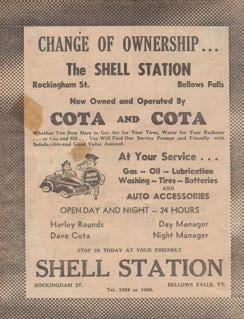 CHANGE OF OWNERSHIP...
The SHELL STATION
Rockingham St. Bellows Falls
Now Owned and Operated By
COTA AND COTA
Whether You Stop Here to Get Air for Your Tires, Water for Your Radiator
... or Gas and Oil ... You Will Find Our Service Prompt and Friendly with
Satisfaction and Good Value Assured.
At Your Service ....
Gas -- Oil -- Lubrication
Washing -- Tires -- Batteries
AND
AUTO ACCESSORIES
OPEN DAY AND NIGHT -- 24 HOURS
Harley Rounds Day Manager
Dave Cota Night Manager
STOP IN TODAY AT YOUR FRIENDLY
SHELL STATION
ROCKINGHAM ST. BELLOWS FALLS, VT.
Tel. or